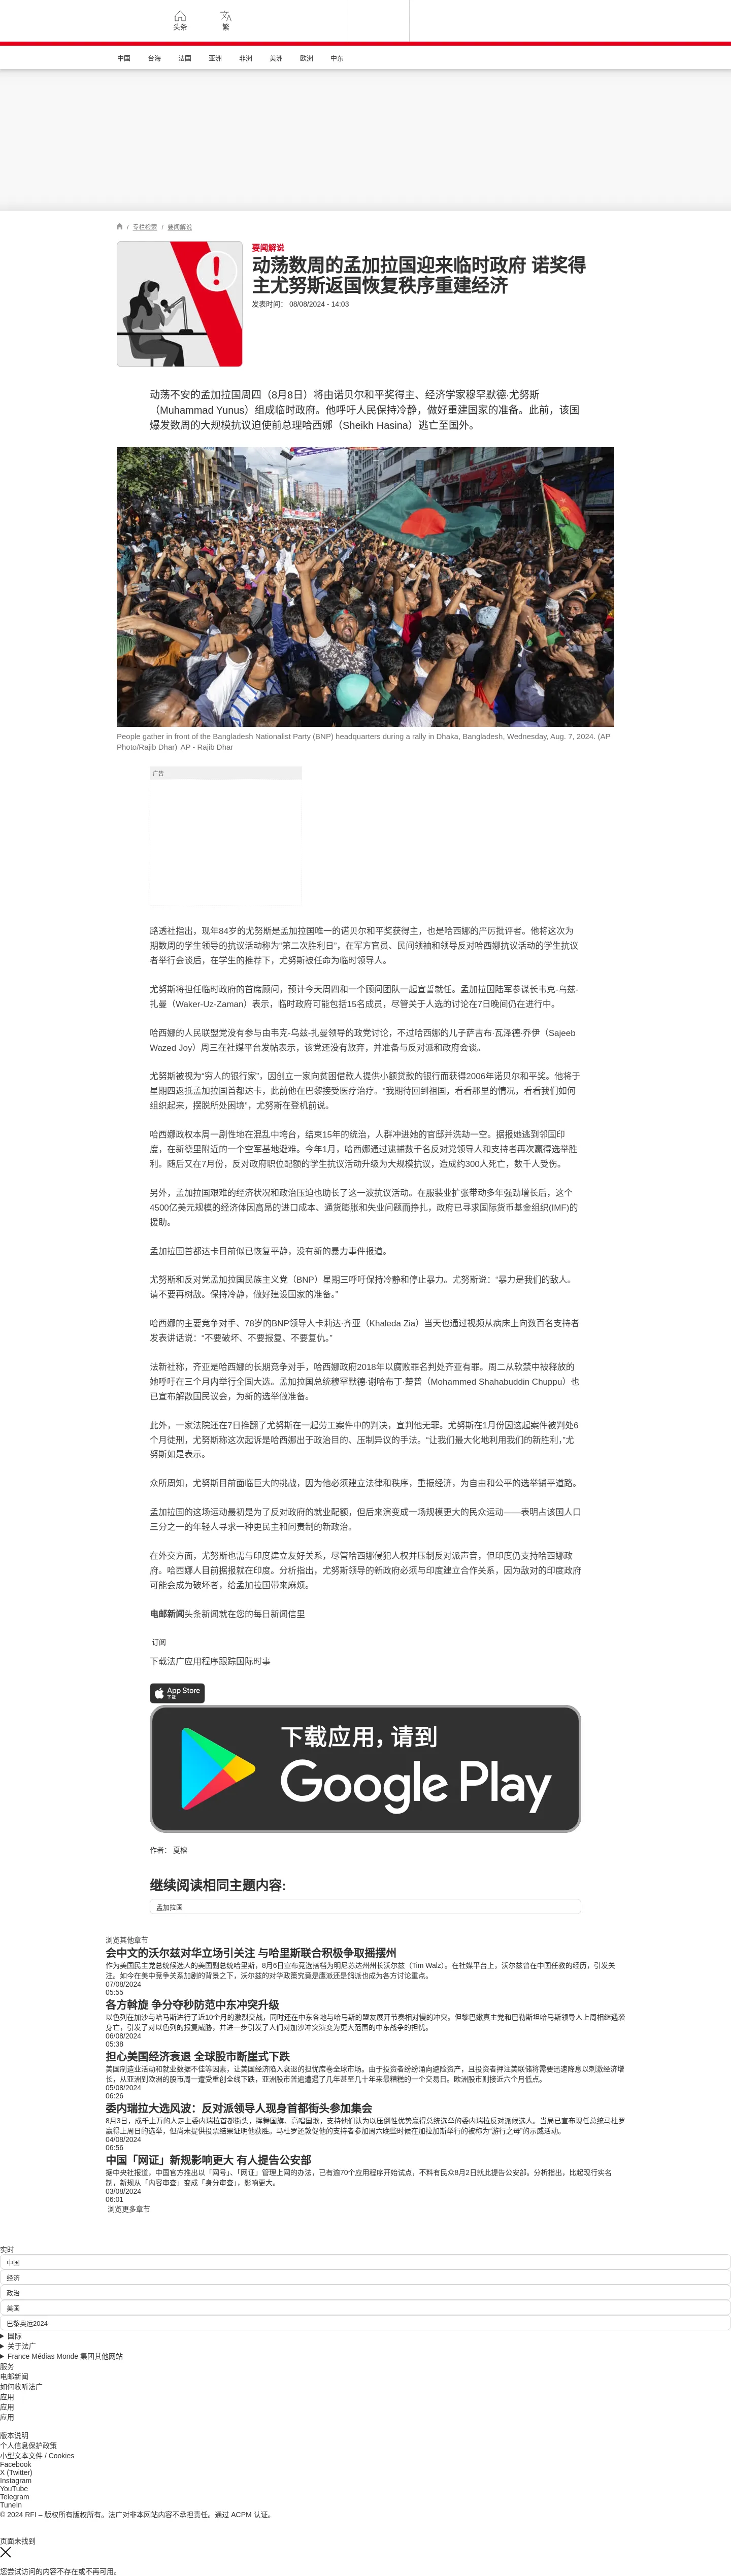 头条
繁
中国 台海 法国 亚洲 非洲 美洲 欧洲 中东
/ 专栏检索 / 要闻解说
要闻解说
动荡数周的孟加拉国迎来临时政府 诺奖得
主尤努斯返国恢复秩序重建经济
发表时间： 08/08/2024 - 14:03
动荡不安的孟加拉国周四（8月8日）将由诺贝尔和平奖得主、经济学家穆罕默德·尤努斯
（Muhammad Yunus）组成临时政府。他呼吁人民保持冷静，做好重建国家的准备。此前，该国
爆发数周的大规模抗议迫使前总理哈西娜（Sheikh Hasina）逃亡至国外。
People gather in front of the Bangladesh Nationalist Party (BNP) headquarters during a rally in Dhaka, Bangladesh, Wednesday, Aug. 7, 2024. (AP
Photo/Rajib Dhar) AP - Rajib Dhar
广告
路透社指出，现年84岁的尤努斯是孟加拉国唯一的诺贝尔和平奖获得主，也是哈西娜的严厉批评者。他将这次为
期数周的学生领导的抗议活动称为“第二次胜利日”，在军方官员、民间领袖和领导反对哈西娜抗议活动的学生抗议
者举行会谈后，在学生的推荐下，尤努斯被任命为临时领导人。
尤努斯将担任临时政府的首席顾问，预计今天周四和一个顾问团队一起宣誓就任。孟加拉国陆军参谋长韦克-乌兹-
扎曼（Waker-Uz-Zaman）表示，临时政府可能包括15名成员，尽管关于人选的讨论在7日晚间仍在进行中。
哈西娜的人民联盟党没有参与由韦克-乌兹-扎曼领导的政党讨论，不过哈西娜的儿子萨吉布·瓦泽德·乔伊（Sajeeb
Wazed Joy）周三在社媒平台发帖表示，该党还没有放弃，并准备与反对派和政府会谈。
尤努斯被视为“穷人的银行家”，因创立一家向贫困借款人提供小额贷款的银行而获得2006年诺贝尔和平奖。他将于
星期四返抵孟加拉国首都达卡，此前他在巴黎接受医疗治疗。“我期待回到祖国，看看那里的情况，看看我们如何
组织起来，摆脱所处困境”，尤努斯在登机前说。
哈西娜政权本周一剧性地在混乱中垮台，结束15年的统治，人群冲进她的官邸并洗劫一空。据报她逃到邻国印
度，在新德里附近的一个空军基地避难。今年1月，哈西娜通过逮捕数千名反对党领导人和支持者再次赢得选举胜
利。随后又在7月份，反对政府职位配额的学生抗议活动升级为大规模抗议，造成约300人死亡，数千人受伤。
另外，孟加拉国艰难的经济状况和政治压迫也助长了这一波抗议活动。在服装业扩张带动多年强劲增长后，这个
4500亿美元规模的经济体因高昂的进口成本、通货膨胀和失业问题而挣扎，政府已寻求国际货币基金组织(IMF)的
援助。
孟加拉国首都达卡目前似已恢复平静，没有新的暴力事件报道。
尤努斯和反对党孟加拉国民族主义党（BNP）星期三呼吁保持冷静和停止暴力。尤努斯说：“暴力是我们的敌人。
请不要再树敌。保持冷静，做好建设国家的准备。”
哈西娜的主要竞争对手、78岁的BNP领导人卡莉达·齐亚（Khaleda Zia）当天也通过视频从病床上向数百名支持者
发表讲话说：“不要破坏、不要报复、不要复仇。”
法新社称，齐亚是哈西娜的长期竞争对手，哈西娜政府2018年以腐败罪名判处齐亚有罪。周二从软禁中被释放的
她呼吁在三个月内举行全国大选。孟加拉国总统穆罕默德·谢哈布丁·楚普（Mohammed Shahabuddin Chuppu）也
已宣布解散国民议会，为新的选举做准备。
此外，一家法院还在7日推翻了尤努斯在一起劳工案件中的判决，宣判他无罪。尤努斯在1月份因这起案件被判处6
个月徒刑，尤努斯称这次起诉是哈西娜出于政治目的、压制异议的手法。“让我们最大化地利用我们的新胜利，”尤
努斯如是表示。
众所周知，尤努斯目前面临巨大的挑战，因为他必须建立法律和秩序，重振经济，为自由和公平的选举铺平道路。
孟加拉国的这场运动最初是为了反对政府的就业配额，但后来演变成一场规模更大的民众运动——表明占该国人口
三分之一的年轻人寻求一种更民主和问责制的新政治。
在外交方面，尤努斯也需与印度建立友好关系，尽管哈西娜侵犯人权并压制反对派声音，但印度仍支持哈西娜政
府。哈西娜人目前据报就在印度。分析指出，尤努斯领导的新政府必须与印度建立合作关系，因为敌对的印度政府
可能会成为破坏者，给孟加拉国带来麻烦。
电邮新闻头条新闻就在您的每日新闻信里
订阅
下载法广应用程序跟踪国际时事
App Store
下载
下载应用，请到
Google Play
作者： 夏榕
继续阅读相同主题内容:
孟加拉国
浏览其他章节
会中文的沃尔兹对华立场引关注 与哈里斯联合积极争取摇摆州
作为美国民主党总统候选人的美国副总统哈里斯，8月6日宣布竞选搭档为明尼苏达州州长沃尔兹（Tim Walz）。在社媒平台上，沃尔兹曾在中国任教的经历，引发关
注。如今在美中竞争关系加剧的背景之下，沃尔兹的对华政策究竟是鹰派还是鸽派也成为各方讨论重点。
07/08/2024
05:55
各方斡旋 争分夺秒防范中东冲突升级
以色列在加沙与哈马斯进行了近10个月的激烈交战，同时还在中东各地与哈马斯的盟友展开节奏相对慢的冲突。但黎巴嫩真主党和巴勒斯坦哈马斯领导人上周相继遇袭
身亡，引发了对以色列的报复威胁，并进一步引发了人们对加沙冲突演变为更大范围的中东战争的担忧。
06/08/2024
05:38
担心美国经济衰退 全球股市断崖式下跌
美国制造业活动和就业数据不佳等因素，让美国经济陷入衰退的担忧席卷全球市场。由于投资者纷纷涌向避险资产，且投资者押注美联储将需要迅速降息以刺激经济增
长，从亚洲到欧洲的股市周一遭受重创全线下跌，亚洲股市普遍遭遇了几年甚至几十年来最糟糕的一个交易日。欧洲股市则接近六个月低点。
05/08/2024
06:26
委内瑞拉大选风波：反对派领导人现身首都街头参加集会
8月3日，成千上万的人走上委内瑞拉首都街头，挥舞国旗、高唱国歌，支持他们认为以压倒性优势赢得总统选举的委内瑞拉反对派候选人。当局已宣布现任总统马杜罗
赢得上周日的选举，但尚未提供投票结果证明他获胜。马杜罗还敦促他的支持者参加周六晚些时候在加拉加斯举行的被称为“游行之母”的示威活动。
04/08/2024
06:56
中国「网证」新规影响更大 有人提告公安部
据中央社报道，中国官方推出以「网号」、「网证」管理上网的办法，已有逾70个应用程序开始试点，不料有民众8月2日就此提告公安部。分析指出，比起现行实名
制，新规从「内容审查」变成「身分审查」，影响更大。
03/08/2024
06:01
浏览更多章节
实时
中国
经济
政治
美国
巴黎奥运2024
国际
关于法广
France Médias Monde 集团其他网站
服务
电邮新闻
如何收听法广
应用
应用
应用
版本说明
个人信息保护政策
小型文本文件 / Cookies
Facebook
X (Twitter)
Instagram
YouTube
Telegram
TuneIn
© 2024 RFI – 版权所有版权所有。法广对非本网站内容不承担责任。通过 ACPM 认证。
页面未找到
您尝试访问的内容不存在或不再可用。